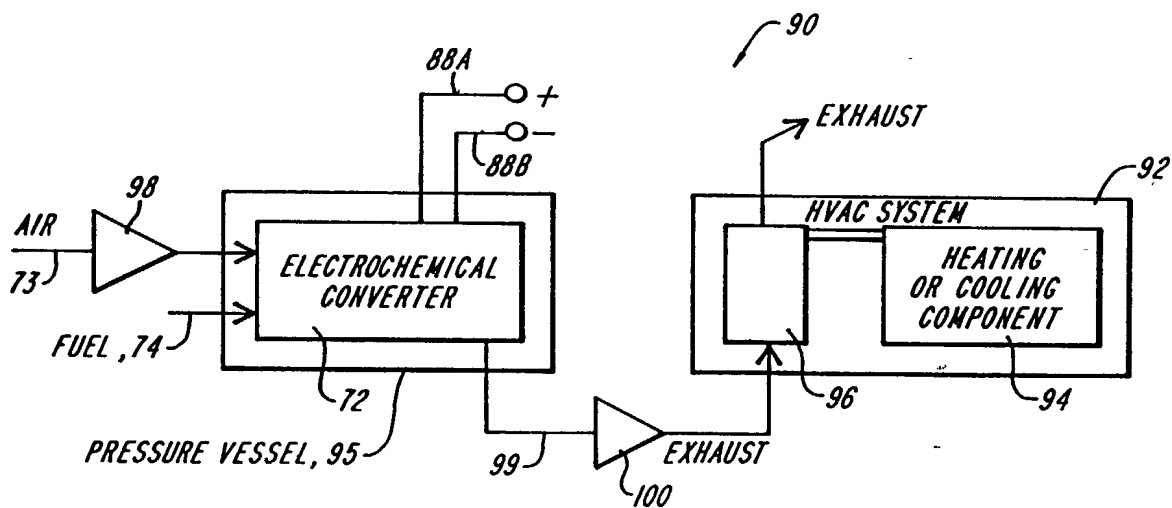 90
88A
+
-
88B
EXHAUST
98
92
AIR
73
HVAC SYSTEM
ELECTROCHEMICAL
CONVERTER
HEATING
OR COOLING
COMPONENT
FUEL, 74
72
96
94
PRESSURE VESSEL, 95
99
EXHAUST
100